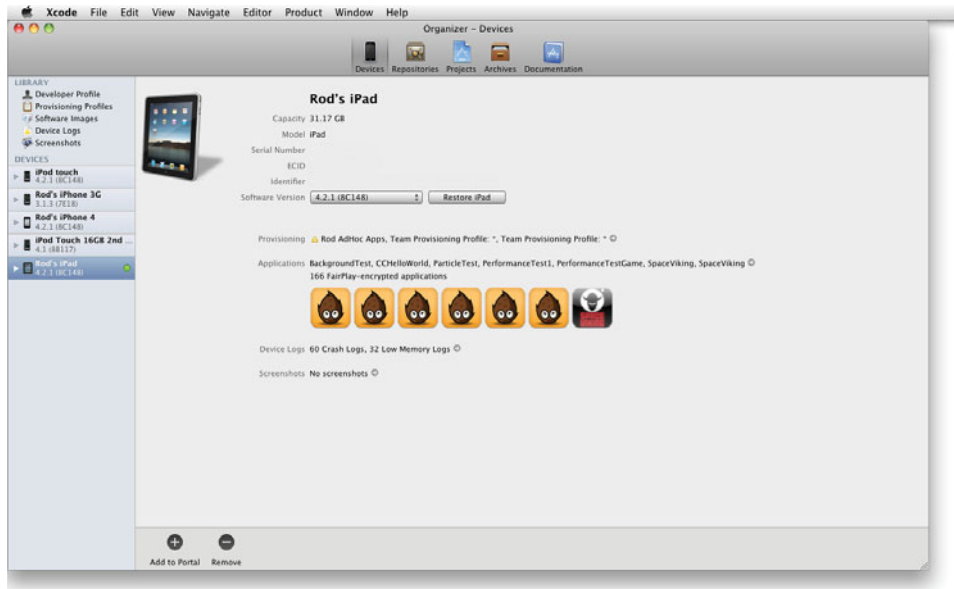 Xcode File Edit View Navigate Editor Product Window Help
Organizer – Devices
Devices Repositories Projects Archives Documentation
LIBRARY
Developer Profile
Provisioning Profiles
Software Images
Device Logs
Screenshots
DEVICES
iPod touch
4.2.1 (8C148)
Rod's iPhone 3G
3.1.3 (7E18)
Rod's iPhone 4
4.2.1 (8C148)
iPod Touch 16GB 2nd ...
4.1 (8B117)
Rod's iPad
4.2.1 (8C148)
Rod's iPad
Capacity 31.17 GB
Model iPad
Serial Number
ECID
Identifier
Software Version 4.2.1 (8C148) Restore iPad
Provisioning Rod AdHoc Apps, Team Provisioning Profile: *, Team Provisioning Profile: *
Applications BackgroundTest, CCHelloWorld, ParticleTest, PerformanceTest1, PerformanceTestGame, SpaceViking, SpaceViking
166 FairPlay-encrypted applications
Device Logs 60 Crash Logs, 32 Low Memory Logs
Screenshots No screenshots
Add to Portal Remove